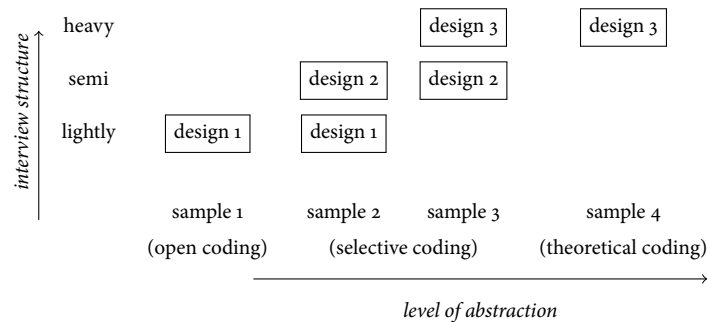 heavy design 3 design 3
semi design 2 design 2
lightly design 1 design 1
interview structure
sample 1 sample 2 sample 3 sample 4
(open coding) (selective coding) (theoretical coding)
level of abstraction